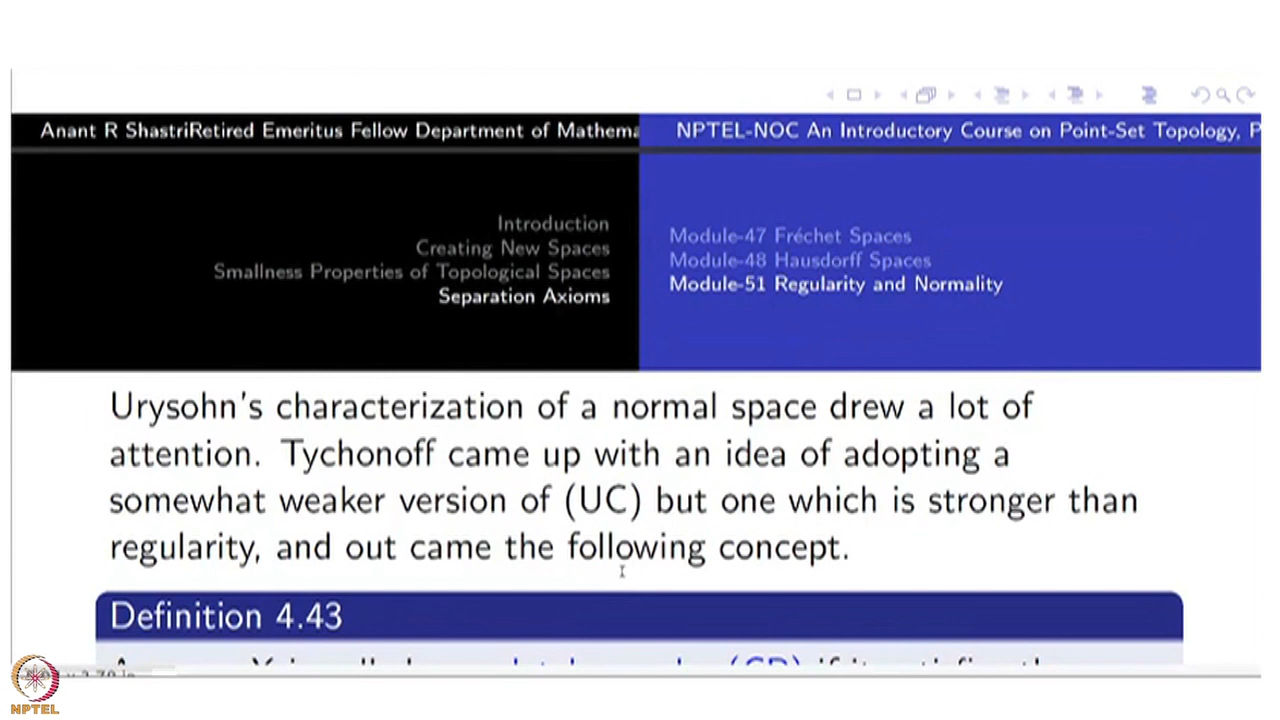 Anant R ShastriRetired Emeritus Fellow Department of Mathema
NPTEL-NOC An Introductory Course on Point-Set Topology, P
Introduction
Creating New Spaces
Smallness Properties of Topological Spaces
Separation Axioms
Module-47 Fréchet Spaces
Module-48 Hausdorff Spaces
Module-51 Regularity and Normality
Urysohn's characterization of a normal space drew a lot of
attention. Tychonoff came up with an idea of adopting a
somewhat weaker version of (UC) but one which is stronger than
regularity, and out came the following concept.
Definition 4.43
NPTEL